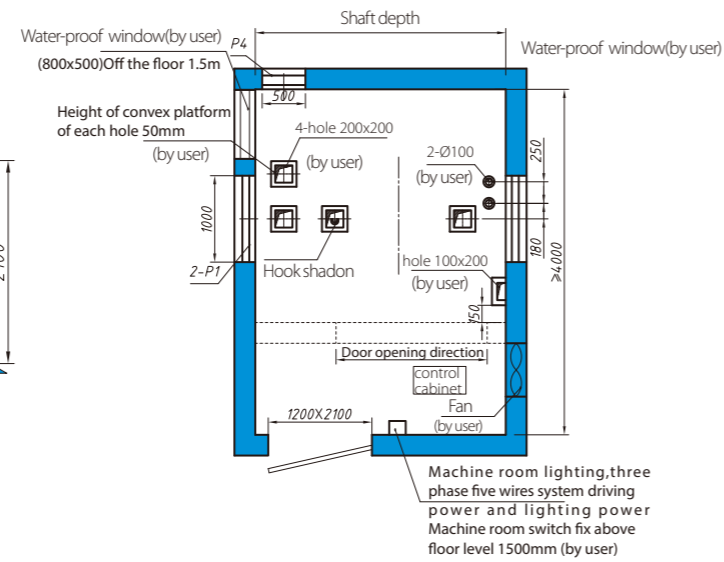 Shaft depth
Water-proof window(by user)
P4
Water-proof window(by user)
(800x500)Off the floor 1.5m
500
Height of convex platform
of each hole 50mm
(by user)
4-hole 200x200
(by user)
2-Ø100
(by user)
250
1000
180
≥4000
2-P1
Hook shadon
hole 100x200
(by user)
150
Door opening direction
control
cabinet
Fan
(by user)
1200X2100
Machine room lighting,three
phase five wires system driving
power and lighting power
Machine room switch fix above
floor level 1500mm (by user)